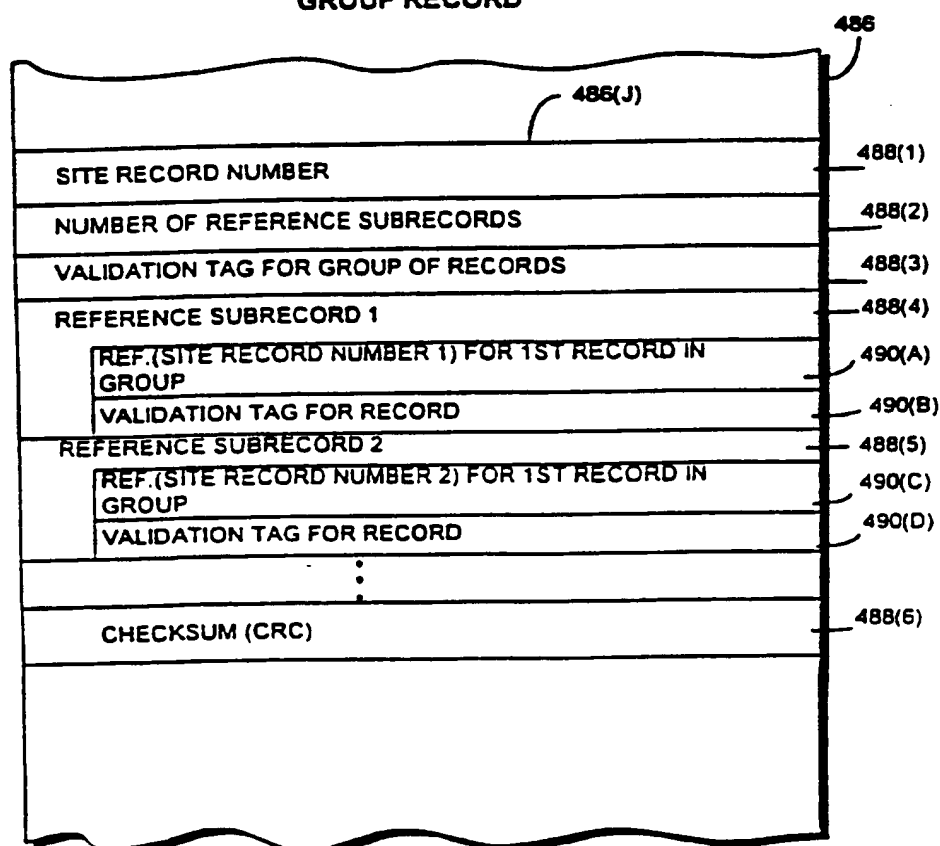 GROUP RECORD
486
486(J)
SITE RECORD NUMBER
488(1)
NUMBER OF REFERENCE SUBRECORDS
488(2)
VALIDATION TAG FOR GROUP OF RECORDS
488(3)
REFERENCE SUBRECORD 1
488(4)
REF.(SITE RECORD NUMBER 1) FOR 1ST RECORD IN
GROUP
490(A)
VALIDATION TAG FOR RECORD
490(B)
REFERENCE SUBRECORD 2
488(5)
REF.(SITE RECORD NUMBER 2) FOR 1ST RECORD IN
GROUP
490(C)
VALIDATION TAG FOR RECORD
490(D)
CHECKSUM (CRC)
488(6)